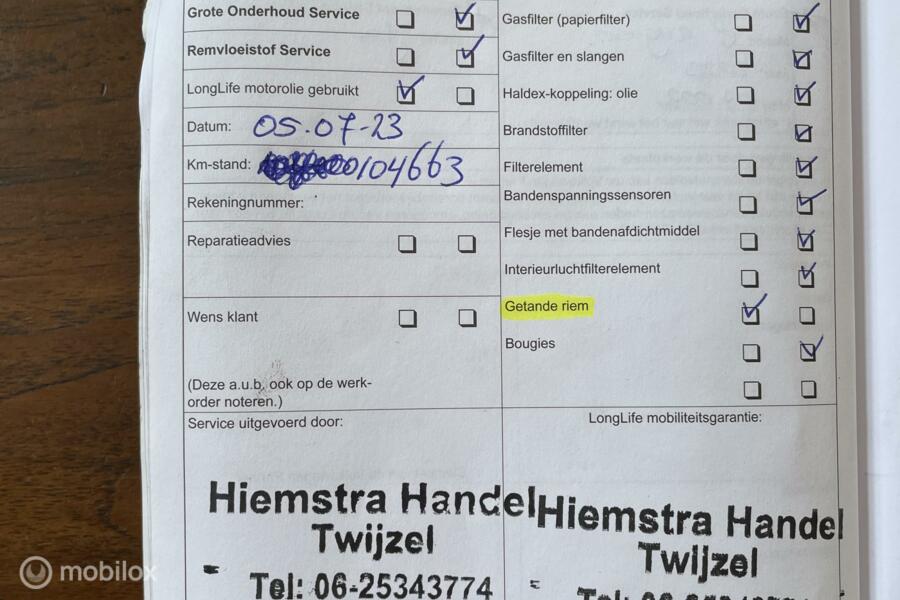 Grote Onderhoud Service
Remvloeistof Service
LongLife motorolie gebruikt
Datum: 05-07-23
Km-stand: 00104663
Rekeningnummer:
Reparatieadvies
Wens klant
(Deze a.u.b. ook op de werk-
order noteren.)
Service uitgevoerd door:
Hiemstra Handel
Twijzel
Tel: 06-25343774
Gasfilter (papierfilter)
Gasfilter en slangen
Haldex-koppeling: olie
Brandstoffilter
Filterelement
Bandenspanningssensoren
Flesje met bandenafdichtmiddel
Interieurluchtfilterelement
Getande riem
Bougies
LongLife mobiliteitsgarantie:
Hiemstra Handel
Twijzel
mobilox